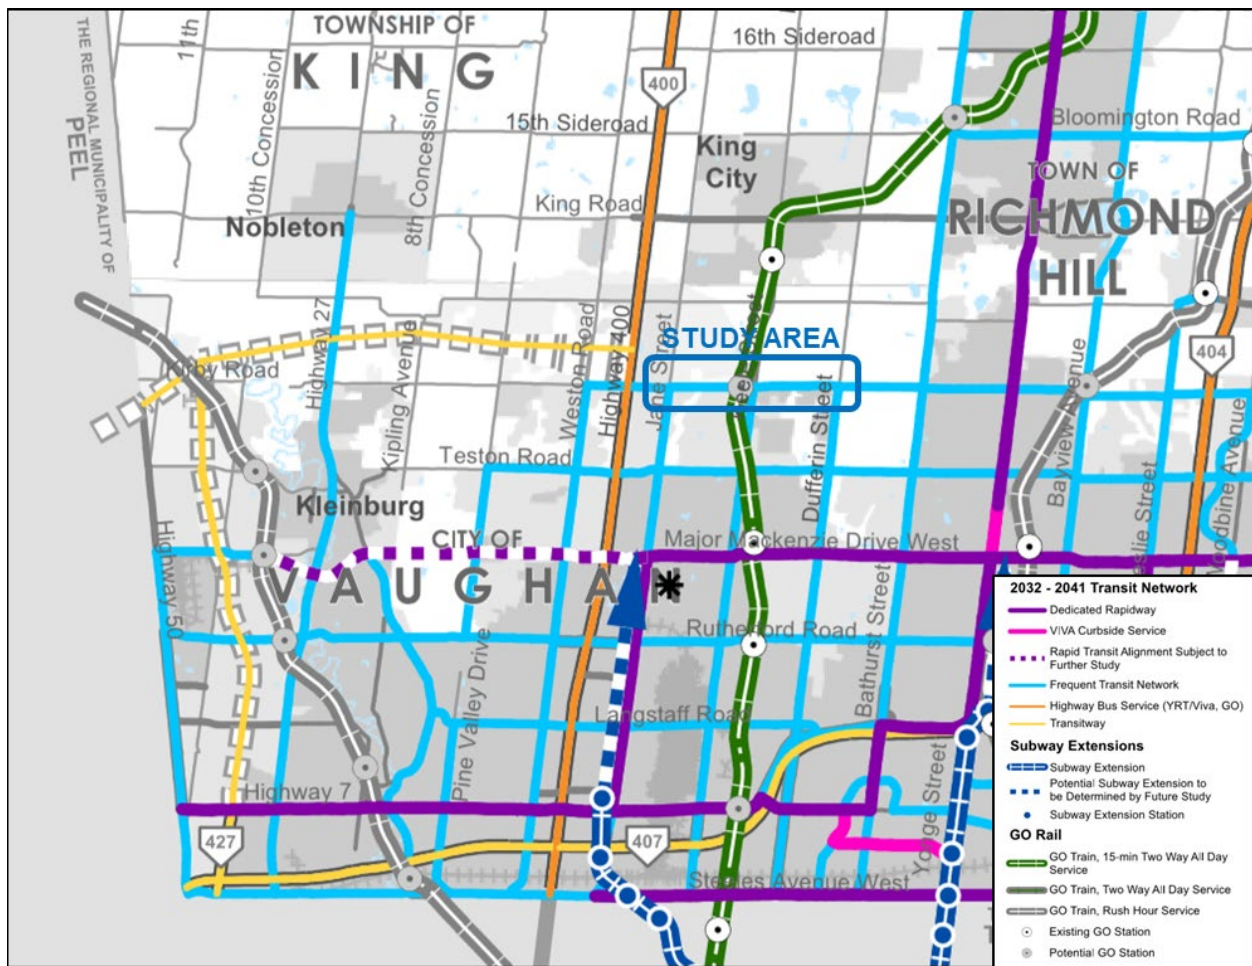 THE REGIONAL MUNICIPALITY OF
PEEL
11th
TOWNSHIP OF
KING
16th Sideroad
400
10th Concession
8th Concession
15th Sideroad
King
City
Bloomington Road
TOWN OF
RICHMOND
HILL
Nobleton
King Road
Highway 27
Kipling Avenue
Weston Road
Highway 400
Jane Street
STUDY AREA
Kirby Road
404
Dufferin Street
Bayview Avenue
Teston Road
Kleinburg
Highway 50
CITY OF
VAUGHAN
Major Mackenzie Drive West
Woodbine Avenue
Rutherford Road
Bathurst Street
Pine Valley Drive
Langstaff Road
Yonge Street
Highway 7
427
407
Steeles Avenue West
2032 - 2041 Transit Network
Dedicated Rapidway
VIVA Curbside Service
Rapid Transit Alignment Subject to
Further Study
Frequent Transit Network
Highway Bus Service (YRT/Viva, GO)
Transitway
Subway Extensions
Subway Extension
Potential Subway Extension to
be Determined by Future Study
Subway Extension Station
GO Rail
GO Train, 15-min Two Way All Day
Service
GO Train, Two Way All Day Service
GO Train, Rush Hour Service
Existing GO Station
Potential GO Station